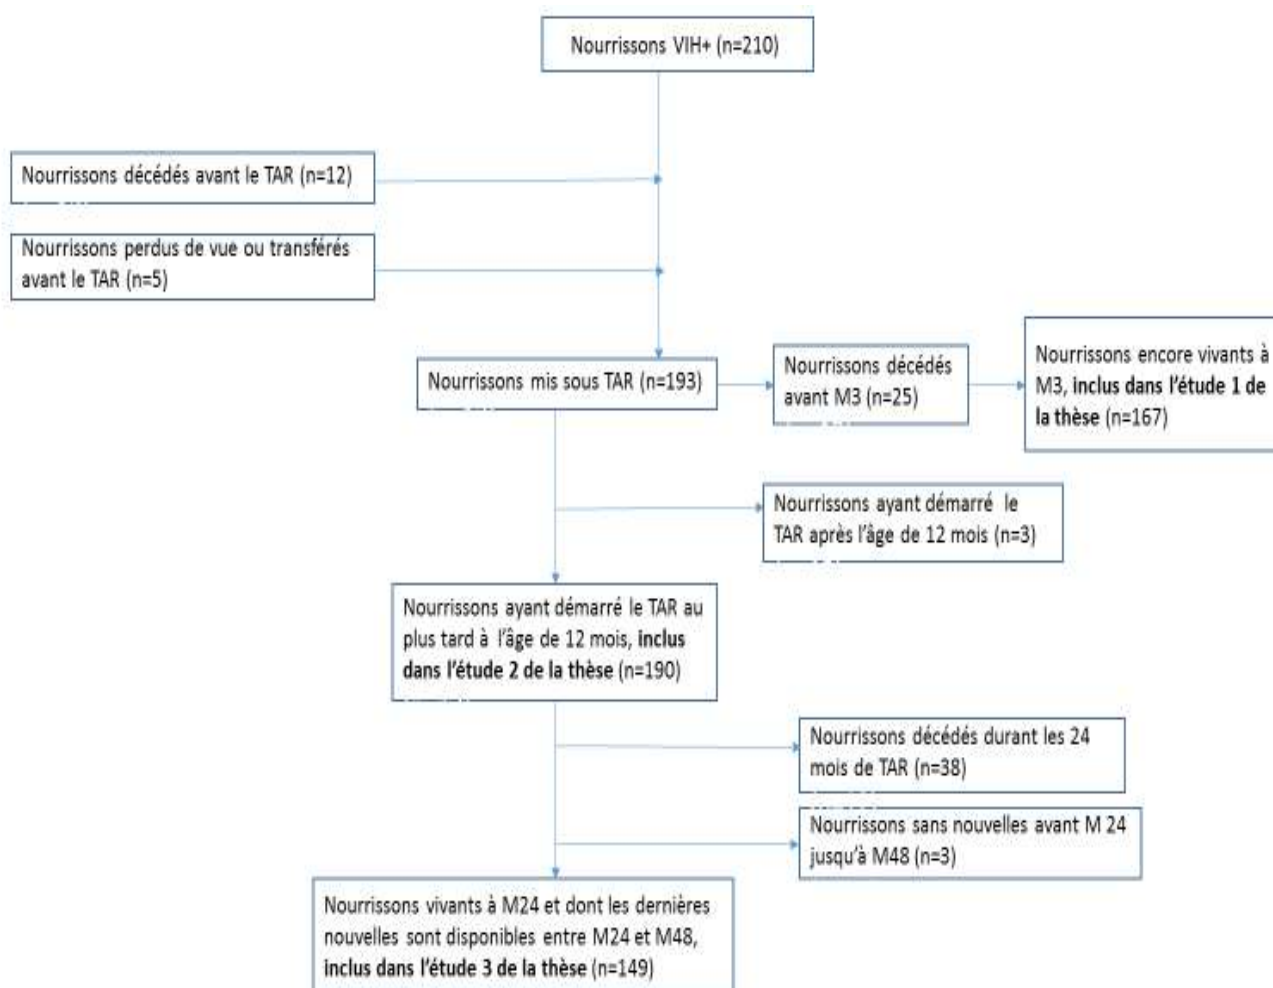 Nourrissons VIH+ (n=210)
Nourrissons décédés avant le TAR (n=12)
Nourrissons perdus de vue ou transférés
avant le TAR (n=5)
Nourrissons mis sous TAR (n=193)
Nourrissons décédés
avant M3 (n=25)
Nourrissons encore vivants à
M3, inclus dans l'étude 1 de
la thèse (n=167)
Nourrissons ayant démarré le
TAR après l'âge de 12 mois (n=3)
Nourrissons ayant démarré le TAR au
plus tard à l'âge de 12 mois, inclus
dans l'étude 2 de la thèse (n=190)
Nourrissons décédés durant les 24
mois de TAR (n=38)
Nourrissons sans nouvelles avant M 24
jusqu'à M48 (n=3)
Nourrissons vivants à M24 et dont les dernières
nouvelles sont disponibles entre M24 et M48,
inclus dans l'étude 3 de la thèse (n=149)